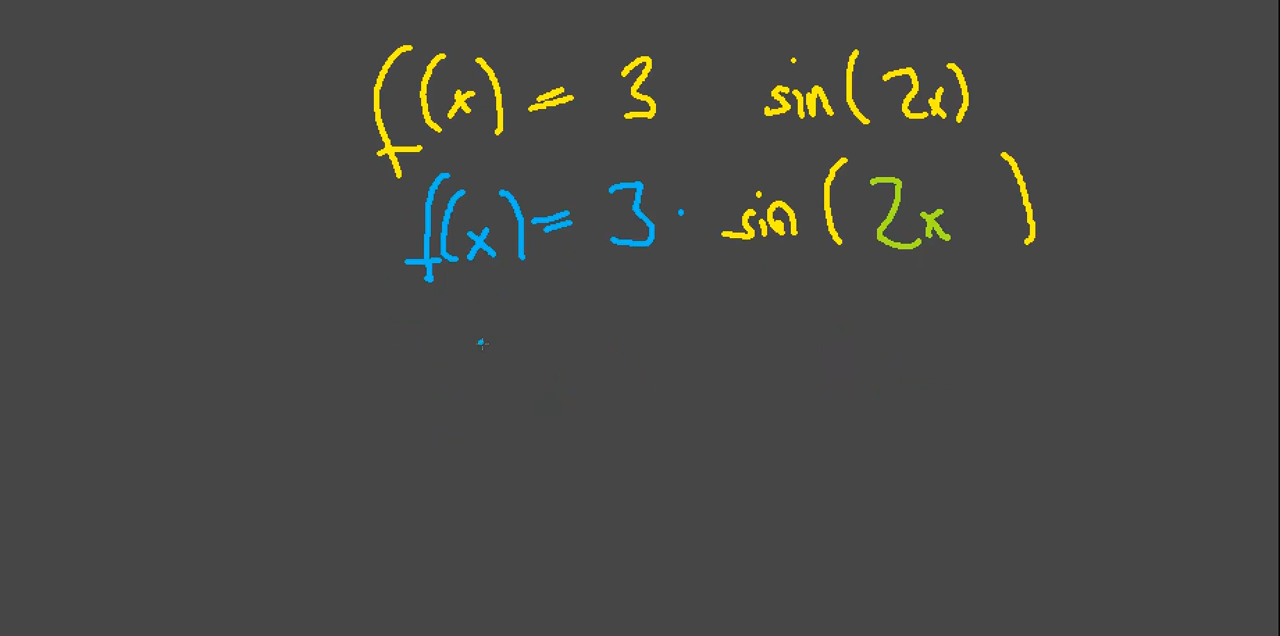 f(x) = 3 sin(2x)
f(x) = 3 · sin(2x)